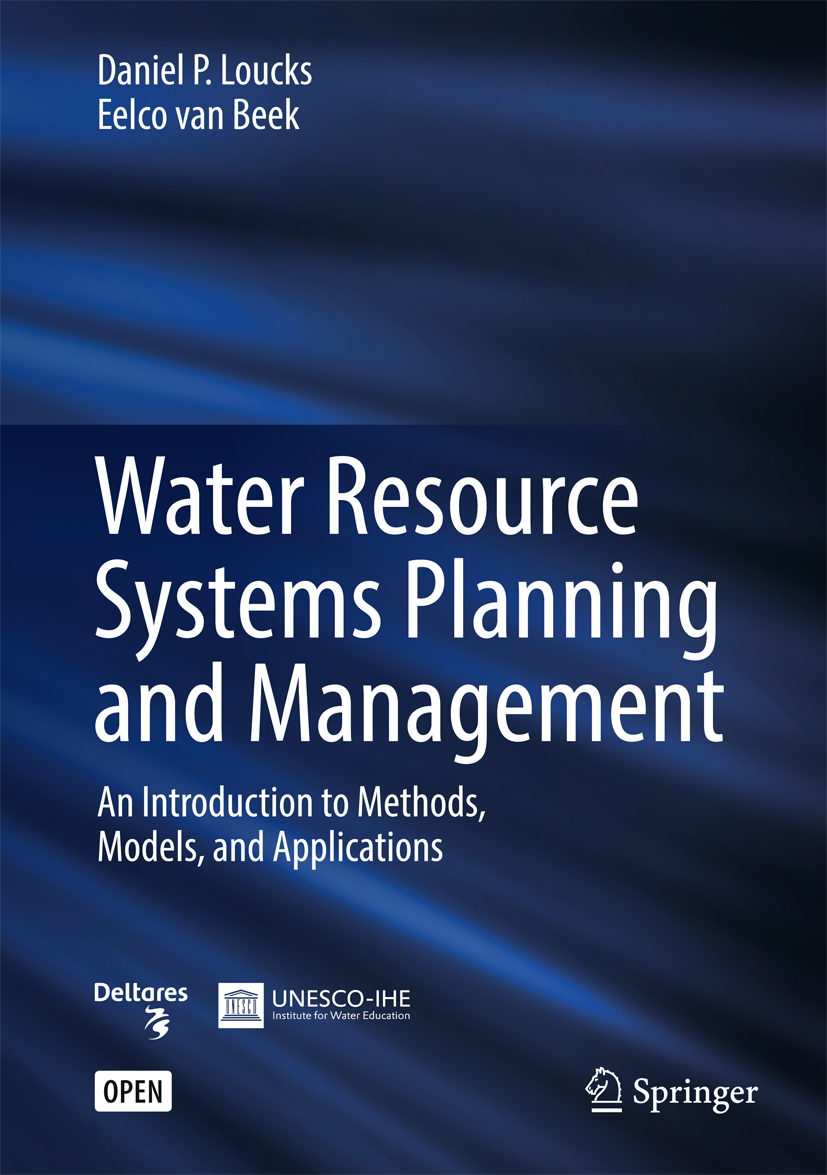 Daniel P. Loucks
Eelco van Beek
Water Resource
Systems Planning
and Management
An Introduction to Methods,
Models, and Applications
Deltares
UNESCO
UNESCO-IHE
Institute for Water Education
OPEN
Springer